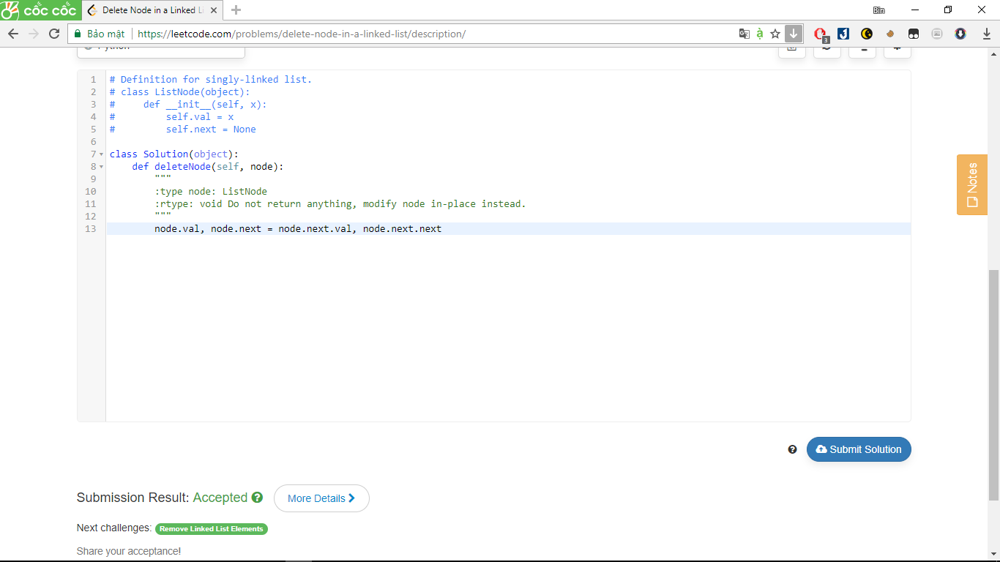 cốc cốc
Delete Node in a Linked Li
Bin
Bảo mật
https://leetcode.com/problems/delete-node-in-a-linked-list/description/
à
3
Python
1 # Definition for singly-linked list.
2 # class ListNode(object):
3 #     def __init__(self, x):
4 #         self.val = x
5 #         self.next = None
6
7 class Solution(object):
8     def deleteNode(self, node):
9         """
10         :type node: ListNode
11         :rtype: void Do not return anything, modify node in-place instead.
12         """
13         node.val, node.next = node.next.val, node.next.next
Notes
Submit Solution
Submission Result: Accepted
More Details
Next challenges: Remove Linked List Elements
Share your acceptance!